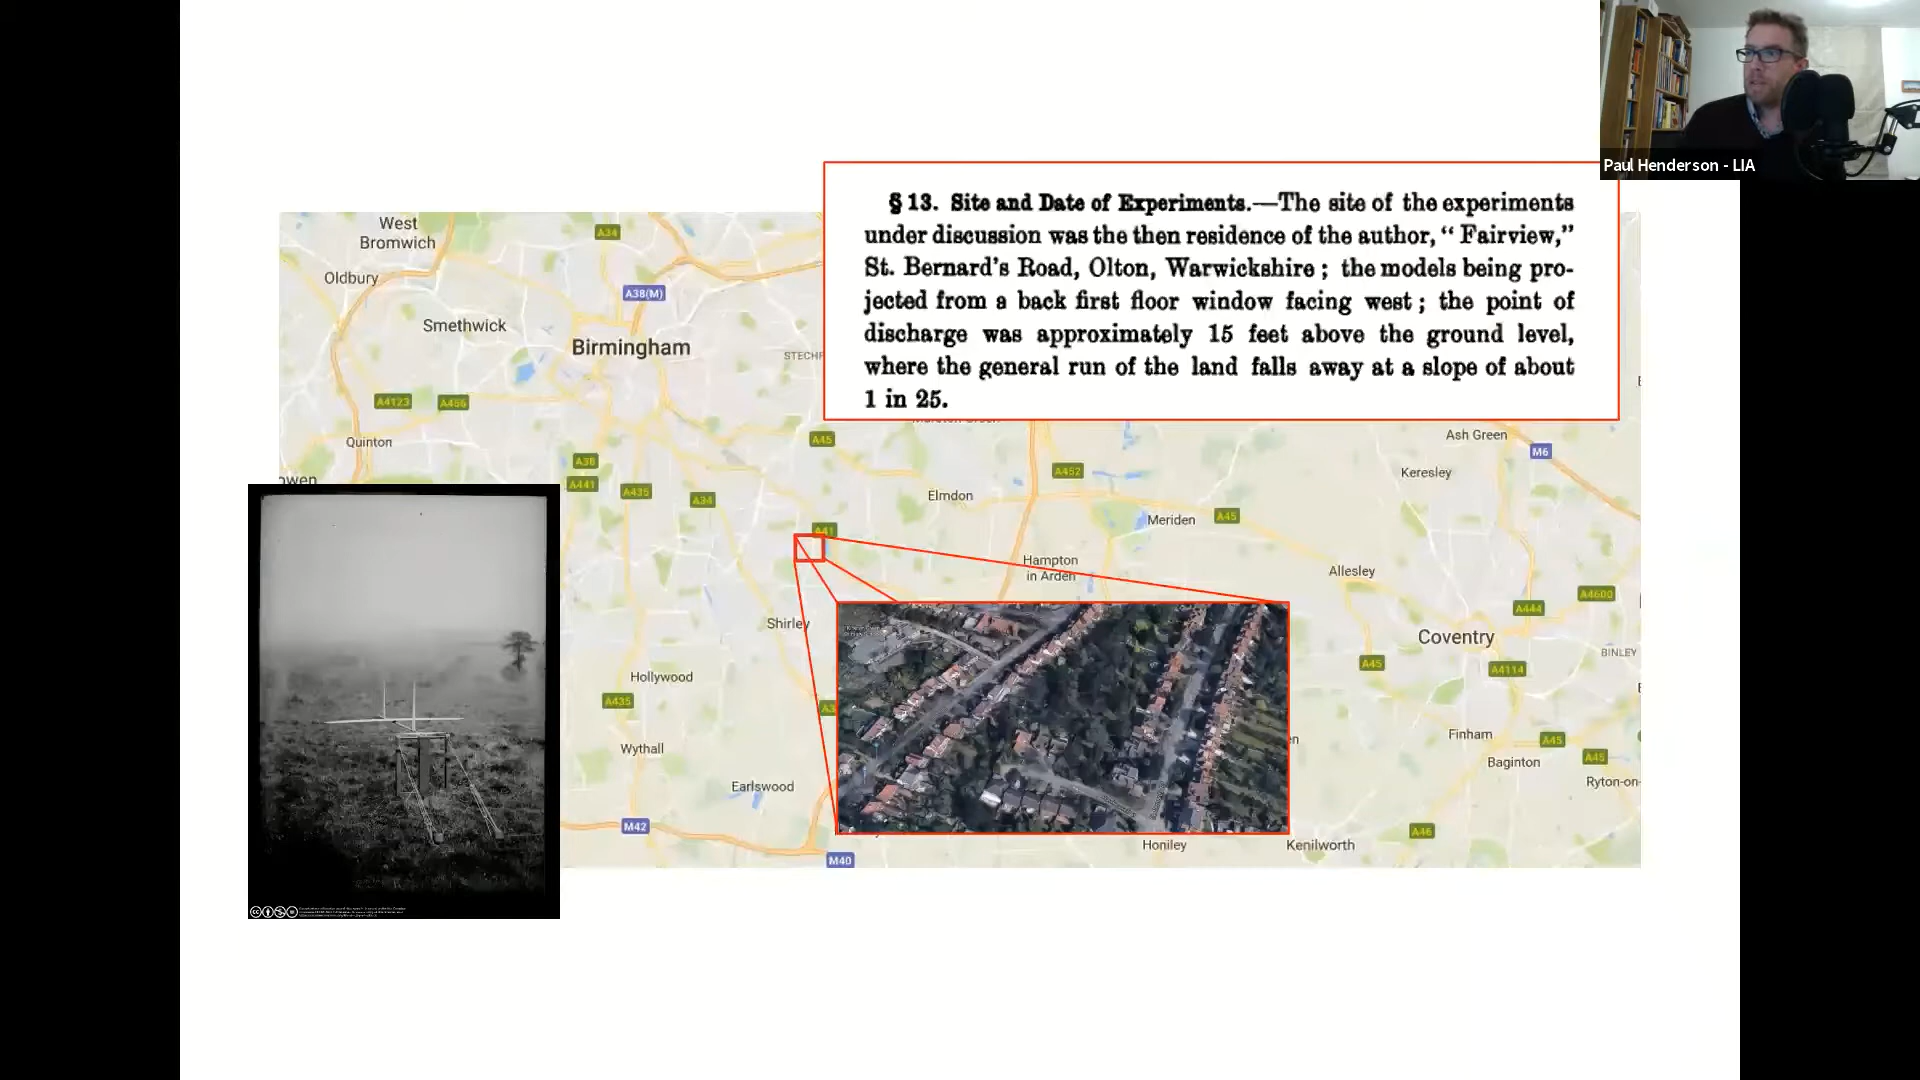 Paul Henderson - LIA
§ 13. Site and Date of Experiments.—The site of the experiments
under discussion was the then residence of the author, “ Fairview,”
St. Bernard's Road, Olton, Warwickshire ; the models being pro-
jected from a back first floor window facing west ; the point of
discharge was approximately 15 feet above the ground level,
where the general run of the land falls away at a slope of about
1 in 25.
West
Bromwich
A34
Oldbury
A38(M)
Smethwick
Birmingham
STECHF
A4123
A456
Quinton
A45
Ash Green
M6
A38
A452
Keresley
owen
A441
A435
A34
Elmdon
Meriden
A45
A41
Hampton
in Arden
Allesley
A4600
A444
Shirley
Coventry
BINLEY
A45
A4114
Hollywood
A435
A3
Wythall
en
Finham
A45
Baginton
A45
Ryton-on-
Earlswood
M42
A46
M40
Honiley
Kenilworth